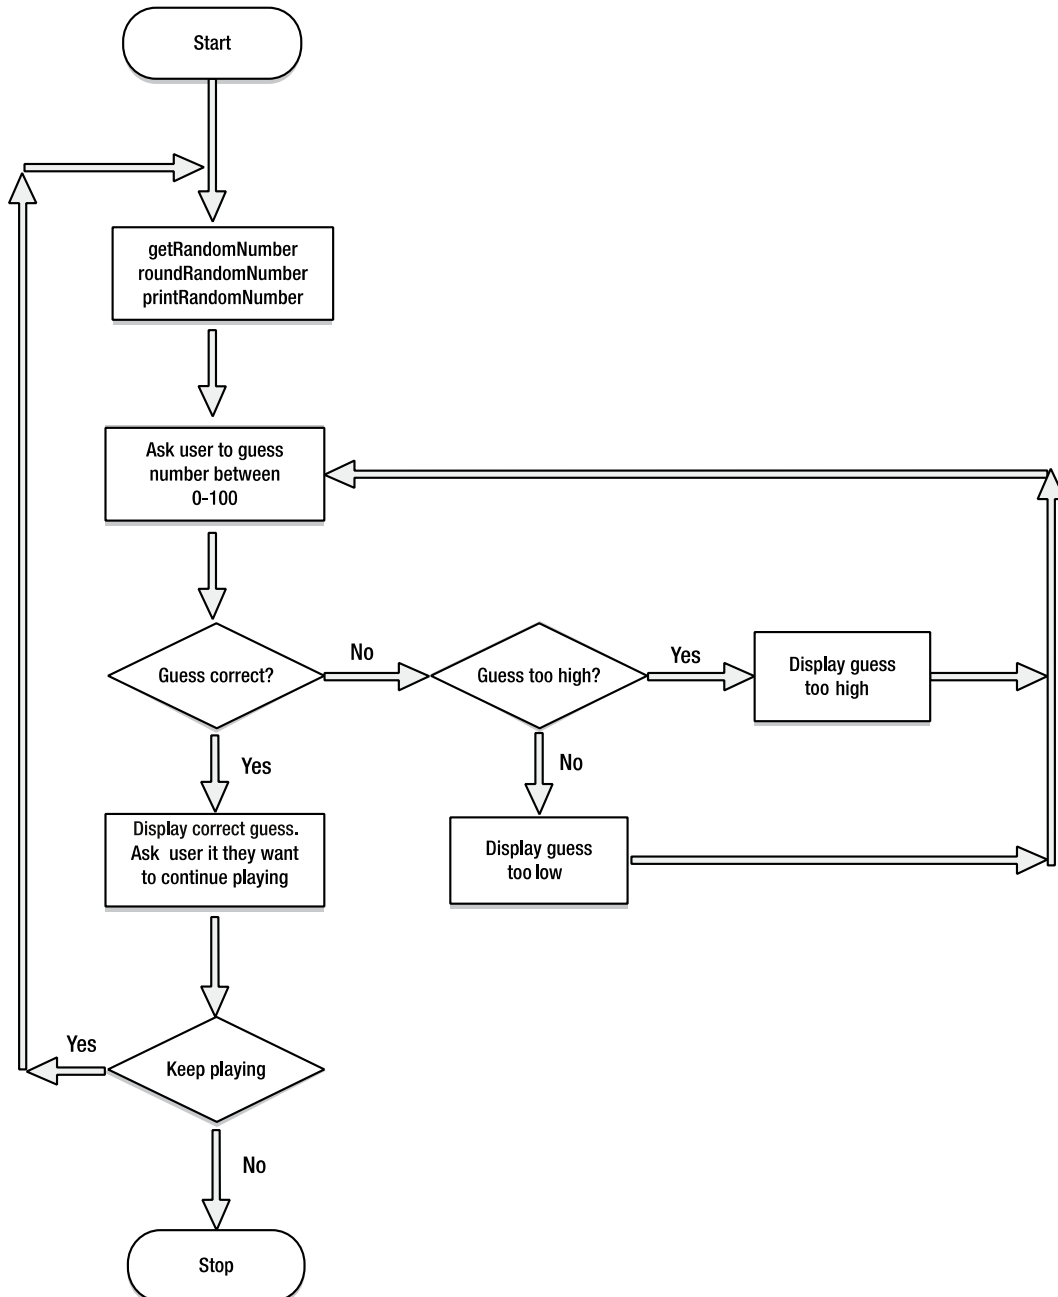 Start
getRandomNumber
roundRandomNumber
printRandomNumber
Ask user to guess
number between
0-100
Guess correct?
No
Guess too high?
Yes
Display guess
too high
Yes
No
Display correct guess.
Ask user it they want
to continue playing
Display guess
too low
Yes
Keep playing
No
Stop